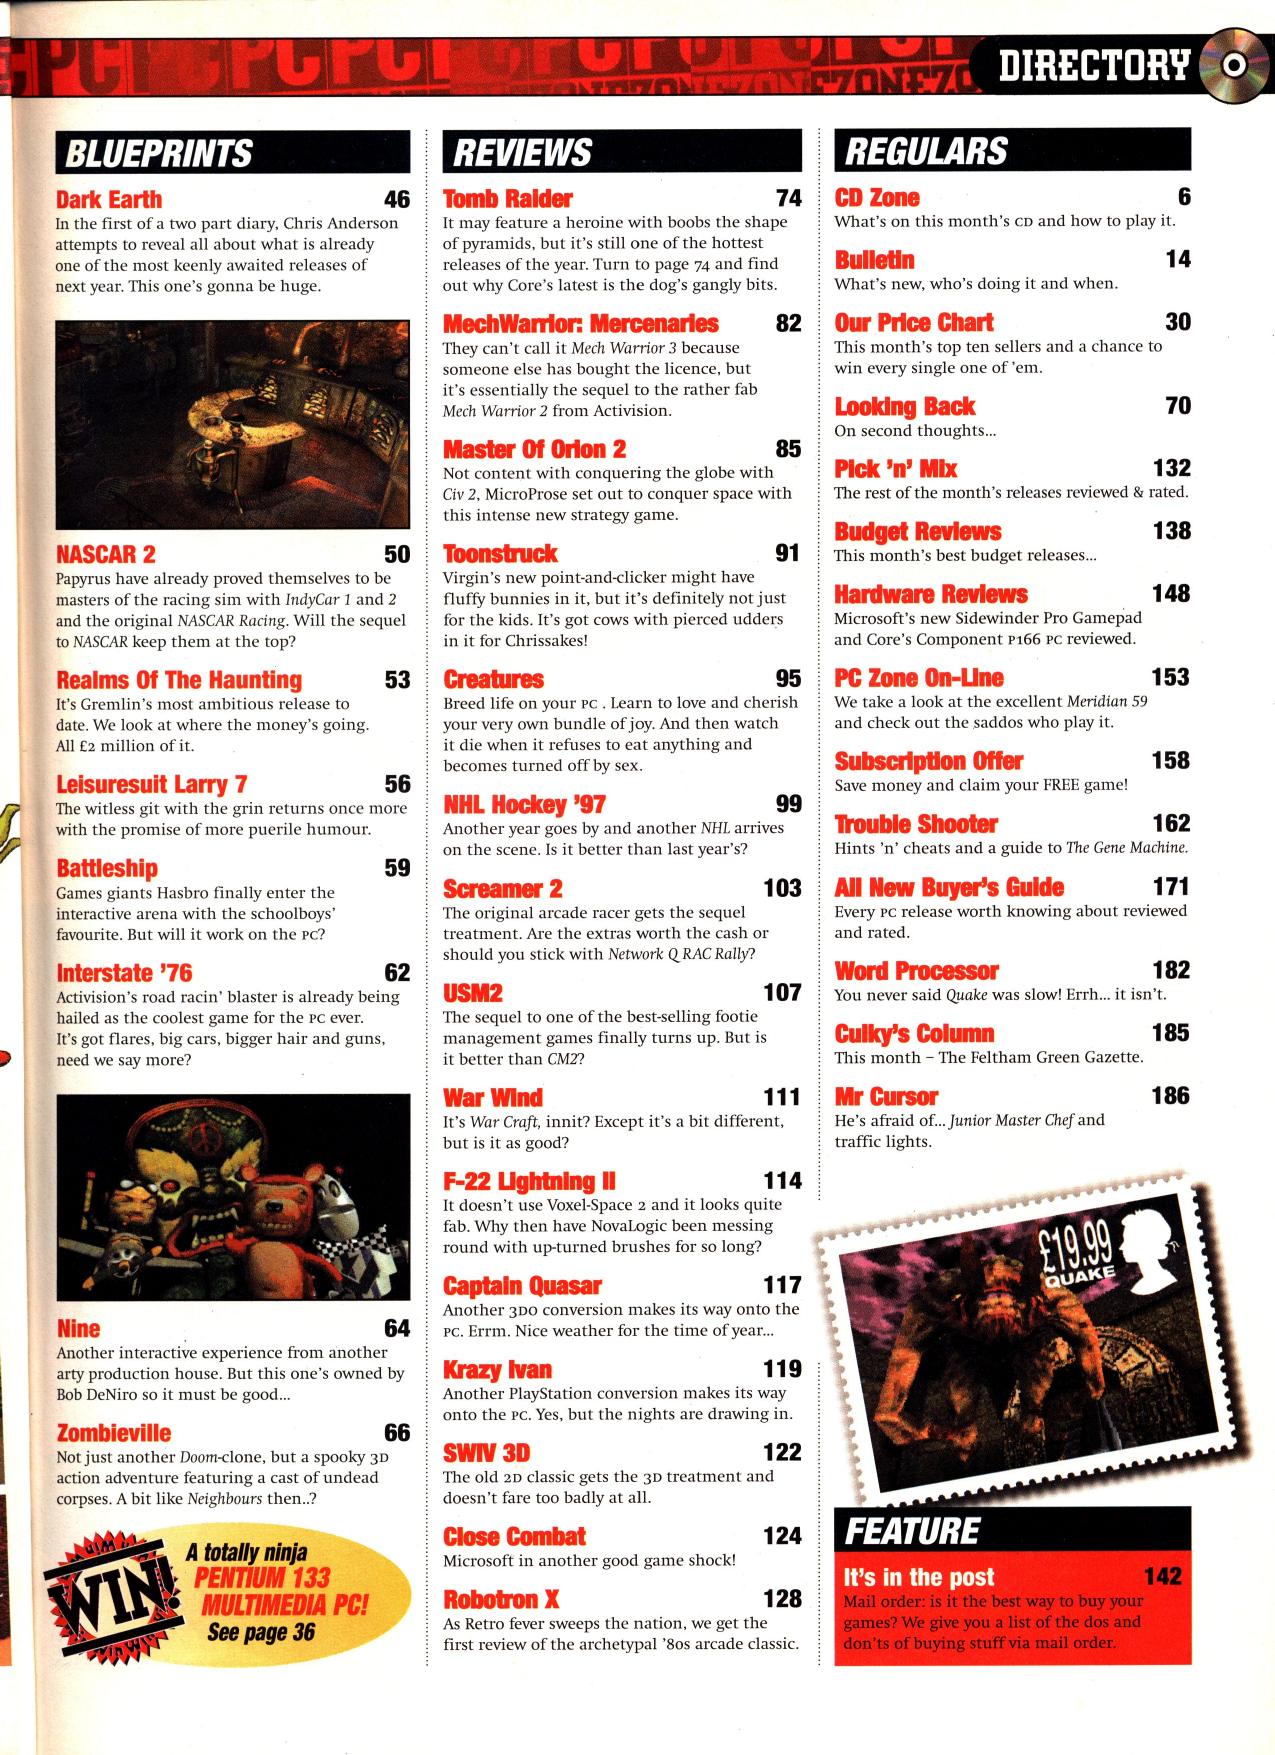 DIRECTORY
BLUEPRINTS
Dark Earth 46
In the first of a two part diary, Chris Anderson
attempts to reveal all about what is already
one of the most keenly awaited releases of
next year. This one's gonna be huge.
NASCAR 2 50
Papyrus have already proved themselves to be
masters of the racing sim with IndyCar 1 and 2
and the original NASCAR Racing. Will the sequel
to NASCAR keep them at the top?
Realms Of The Haunting 53
It's Gremlin's most ambitious release to
date. We look at where the money's going.
All £2 million of it.
Leisuresuit Larry 7 56
The witless git with the grin returns once more
with the promise of more puerile humour.
Battleship 59
Games giants Hasbro finally enter the
interactive arena with the schoolboys'
favourite. But will it work on the PC?
Interstate '76 62
Activision's road racin' blaster is already being
hailed as the coolest game for the PC ever.
It's got flares, big cars, bigger hair and guns,
need we say more?
Nine 64
Another interactive experience from another
arty production house. But this one's owned by
Bob DeNiro so it must be good...
Zombieville 66
Not just another Doom-clone, but a spooky 3D
action adventure featuring a cast of undead
corpses. A bit like Neighbours then..?
WIN!
A totally ninja
PENTIUM 133
MULTIMEDIA PC!
See page 36
REVIEWS
Tomb Raider 74
It may feature a heroine with boobs the shape
of pyramids, but it's still one of the hottest
releases of the year. Turn to page 74 and find
out why Core's latest is the dog's gangly bits.
MechWarrior: Mercenaries 82
They can't call it Mech Warrior 3 because
someone else has bought the licence, but
it's essentially the sequel to the rather fab
Mech Warrior 2 from Activision.
Master Of Orion 2 85
Not content with conquering the globe with
Civ 2, MicroProse set out to conquer space with
this intense new strategy game.
Toonstruck 91
Virgin's new point-and-clicker might have
fluffy bunnies in it, but it's definitely not just
for the kids. It's got cows with pierced udders
in it for Chrissakes!
Creatures 95
Breed life on your PC . Learn to love and cherish
your very own bundle of joy. And then watch
it die when it refuses to eat anything and
becomes turned off by sex.
NHL Hockey '97 99
Another year goes by and another NHL arrives
on the scene. Is it better than last year's?
Screamer 2 103
The original arcade racer gets the sequel
treatment. Are the extras worth the cash or
should you stick with Network Q RAC Rally?
USM2 107
The sequel to one of the best-selling footie
management games finally turns up. But is
it better than CM2?
War Wind 111
It's War Craft, innit? Except it's a bit different,
but is it as good?
F-22 Lightning II 114
It doesn't use Voxel-Space 2 and it looks quite
fab. Why then have NovaLogic been messing
round with up-turned brushes for so long?
Captain Quasar 117
Another 3DO conversion makes its way onto the
PC. Errm. Nice weather for the time of year...
Krazy Ivan 119
Another PlayStation conversion makes its way
onto the PC. Yes, but the nights are drawing in.
SWIV 3D 122
The old 2D classic gets the 3D treatment and
doesn't fare too badly at all.
Close Combat 124
Microsoft in another good game shock!
Robotron X 128
As Retro fever sweeps the nation, we get the
first review of the archetypal '80s arcade classic.
REGULARS
CD Zone 6
What's on this month's CD and how to play it.
Bulletin 14
What's new, who's doing it and when.
Our Price Chart 30
This month's top ten sellers and a chance to
win every single one of 'em.
Looking Back 70
On second thoughts...
Pick 'n' Mix 132
The rest of the month's releases reviewed & rated.
Budget Reviews 138
This month's best budget releases...
Hardware Reviews 148
Microsoft's new Sidewinder Pro Gamepad
and Core's Component P166 PC reviewed.
PC Zone On-Line 153
We take a look at the excellent Meridian 59
and check out the saddos who play it.
Subscription Offer 158
Save money and claim your FREE game!
Trouble Shooter 162
Hints 'n' cheats and a guide to The Gene Machine.
All New Buyer's Guide 171
Every PC release worth knowing about reviewed
and rated.
Word Processor 182
You never said Quake was slow! Errh... it isn't.
Culky's Column 185
This month – The Feltham Green Gazette.
Mr Cursor 186
He's afraid of... Junior Master Chef and
traffic lights.
£19.99
QUAKE
FEATURE
It's in the post 142
Mail order: is it the best way to buy your
games? We give you a list of the dos and
don'ts of buying stuff via mail order.